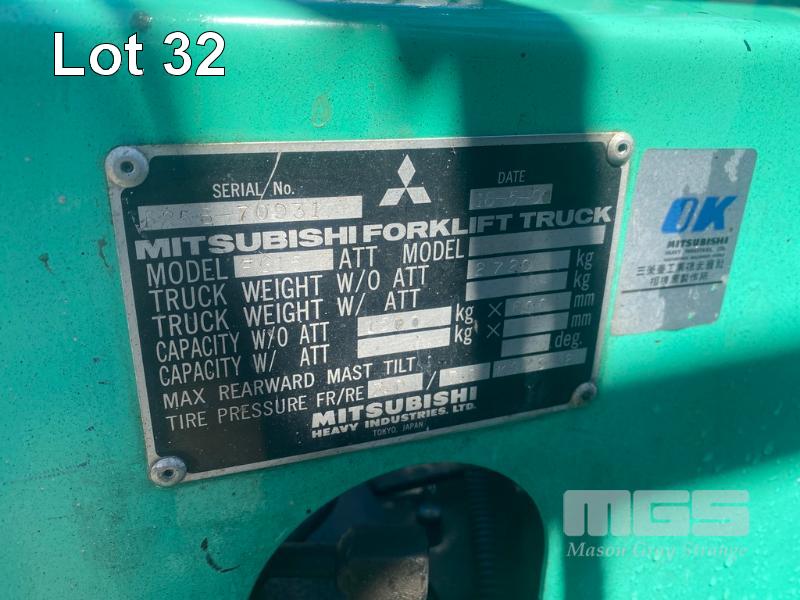 Lot 32
SERIAL No.
DATE
70931
MITSUBISHI FORKLIFT TRUCK
MODEL ATT MODEL
TRUCK WEIGHT W/O ATT 2720 kg
TRUCK WEIGHT W/ ATT kg
CAPACITY W/O ATT kg × mm
CAPACITY W/ ATT kg × mm
MAX REARWARD MAST TILT deg.
TIRE PRESSURE FR/RE /
MITSUBISHI
HEAVY INDUSTRIES, LTD.
TOKYO, JAPAN
OK
MITSUBISHI
MGS
Mason Gray Strange